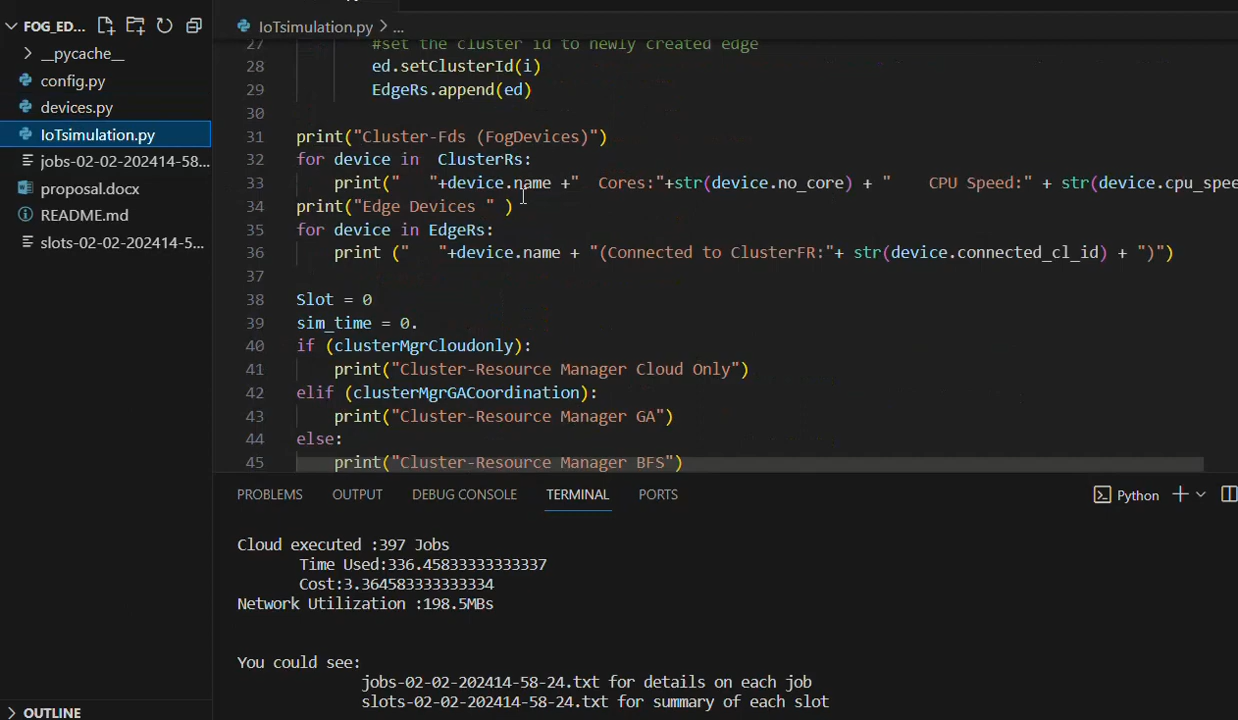 FOG_ED...
__pycache__
config.py
devices.py
IoTsimulation.py
jobs-02-02-202414-58...
proposal.docx
README.md
slots-02-02-202414-5...
OUTLINE
IoTsimulation.py > ...
27 #set the cluster id to newly created edge
28 ed.setClusterId(i)
29 EdgeRs.append(ed)
30
31 print("Cluster-Fds (FogDevices)")
32 for device in  ClusterRs:
33     print("   "+device.name +"  Cores:"+str(device.no_core) + "    CPU Speed:" + str(device.cpu_spee
34 print("Edge Devices " )
35 for device in EdgeRs:
36     print ("   "+device.name + "(Connected to ClusterFR:"+ str(device.connected_cl_id) + ")")
37
38 Slot = 0
39 sim_time = 0.
40 if (clusterMgrCloudonly):
41     print("Cluster-Resource Manager Cloud Only")
42 elif (clusterMgrGACoordination):
43     print("Cluster-Resource Manager GA")
44 else:
45     print("Cluster-Resource Manager BFS")
PROBLEMS OUTPUT DEBUG CONSOLE TERMINAL PORTS
Python
Cloud executed :397 Jobs
Time Used:336.45833333333337
Cost:3.364583333333334
Network Utilization :198.5MBs
You could see:
jobs-02-02-202414-58-24.txt for details on each job
slots-02-02-202414-58-24.txt for summary of each slot